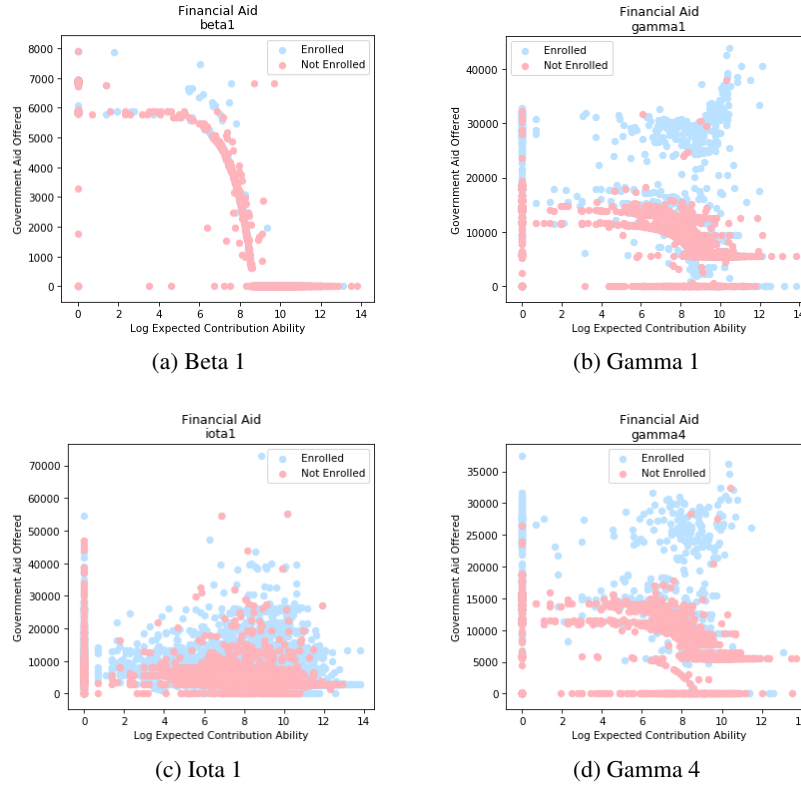 Financial Aid
beta1
Enrolled
Not Enrolled
Government Aid Offered
8000
7000
6000
5000
4000
3000
2000
1000
0
0 2 4 6 8 10 12 14
Log Expected Contribution Ability
(a) Beta 1
Financial Aid
gamma1
Enrolled
Not Enrolled
Government Aid Offered
40000
30000
20000
10000
0
0 2 4 6 8 10 12 14
Log Expected Contribution Ability
(b) Gamma 1
Financial Aid
iota1
Enrolled
Not Enrolled
Government Aid Offered
70000
60000
50000
40000
30000
20000
10000
0
0 2 4 6 8 10 12 14
Log Expected Contribution Ability
(c) Iota 1
Financial Aid
gamma4
Enrolled
Not Enrolled
Government Aid Offered
35000
30000
25000
20000
15000
10000
5000
0
0 2 4 6 8 10 12 14
Log Expected Contribution Ability
(d) Gamma 4